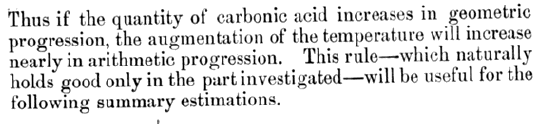 Thus if the quantity of carbonic acid increases in geometric
progression, the augmentation of the temperature will increase
nearly in arithmetic progression. This rule—which naturally
holds good only in the part investigated—will be useful for the
following summary estimations.